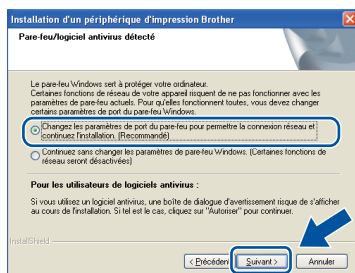 Installation d'un périphérique d'impression Brother
Pare-feu/logiciel antivirus détecté
Le pare-feu Windows sert à protéger votre ordinateur.
Certaines fonctions de réseau de votre appareil risquent de ne pas fonctionner avec les
paramètres de pare-feu actuels. Pour qu'elles fonctionnent toutes, vous devez changer
certains paramètres de port du pare-feu Windows.
Changez les paramètres de port du pare-feu pour permettre la connexion réseau et
continuez l'installation. (Recommandé)
Continuez sans changer les paramètres de pare-feu Windows. (Certaines fonctions de
réseau seront désactivées)
Pour les utilisateurs de logiciels antivirus :
Si vous utilisez un logiciel antivirus, une boîte de dialogue d'avertissement risque de s'afficher
au cours de l'installation. Si tel est le cas, cliquez sur "Autoriser" pour continuer.
InstallShield
< Précédent Suivant > Annuler